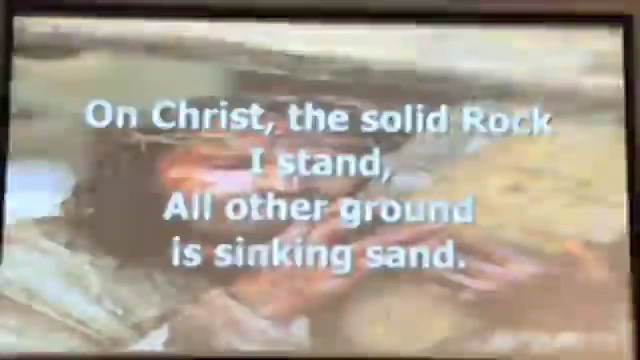 On Christ, the solid Rock
I stand,
All other ground
is sinking sand.